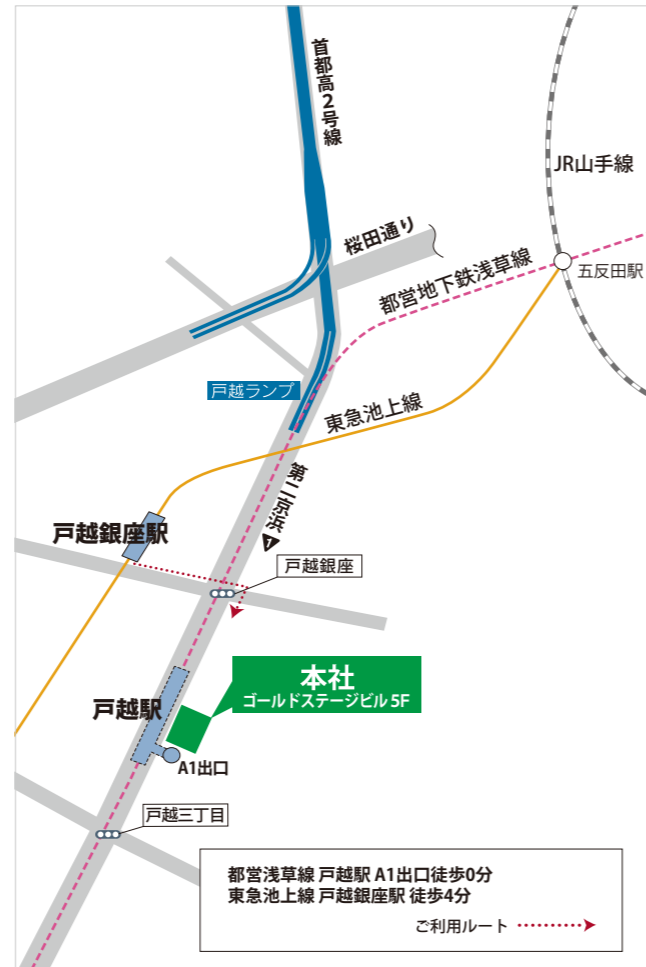 首都高2号線
桜田通り
JR山手線
都営地下鉄浅草線
五反田駅
戸越ランプ
東急池上線
第二京浜
1
戸越銀座駅
戸越銀座
本社
ゴールドステージビル 5F
戸越駅
A1出口
戸越三丁目
都営浅草線 戸越駅 A1出口徒歩0分
東急池上線 戸越銀座駅 徒歩4分
ご利用ルート